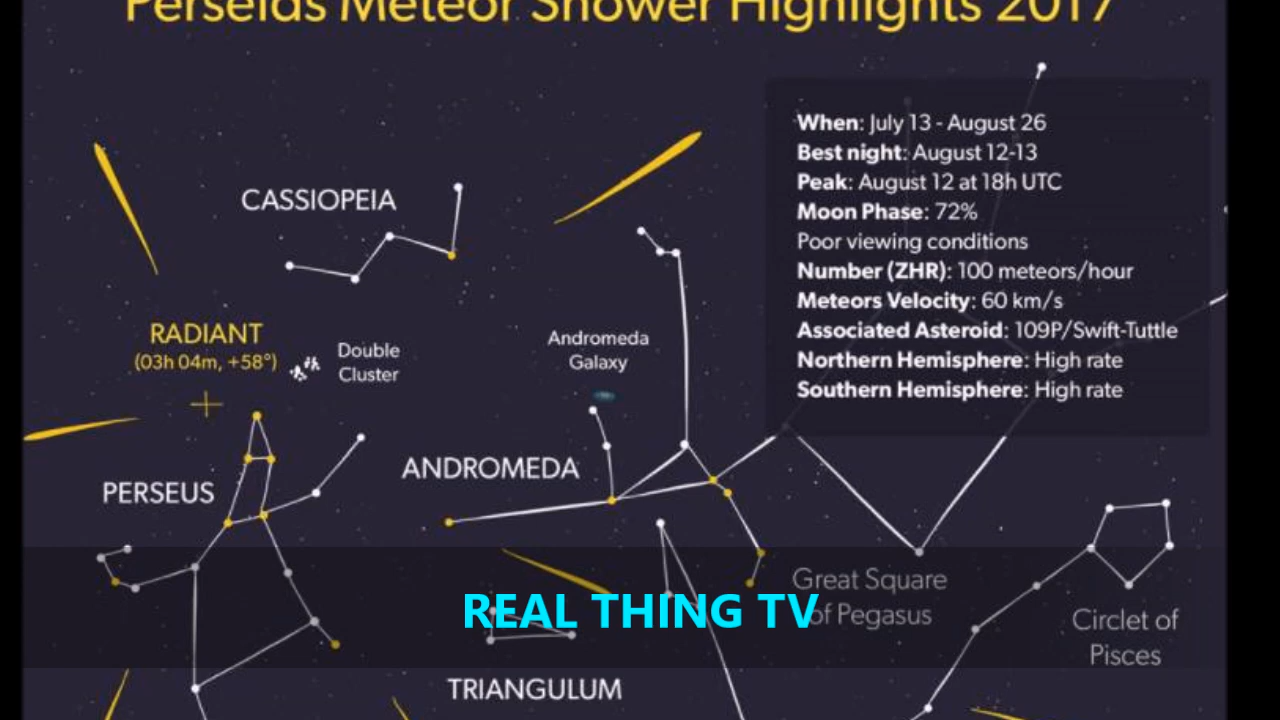 Perseids Meteor Shower Highlights 2017
When: July 13 - August 26
Best night: August 12-13
Peak: August 12 at 18h UTC
Moon Phase: 72%
Poor viewing conditions
Number (ZHR): 100 meteors/hour
Meteors Velocity: 60 km/s
Associated Asteroid: 109P/Swift-Tuttle
Northern Hemisphere: High rate
Southern Hemisphere: High rate
CASSIOPEIA
RADIANT
(03h 04m, +58°)
Double
Cluster
Andromeda
Galaxy
ANDROMEDA
PERSEUS
Great Square
of Pegasus
REAL THING TV
Circlet of
Pisces
TRIANGULUM